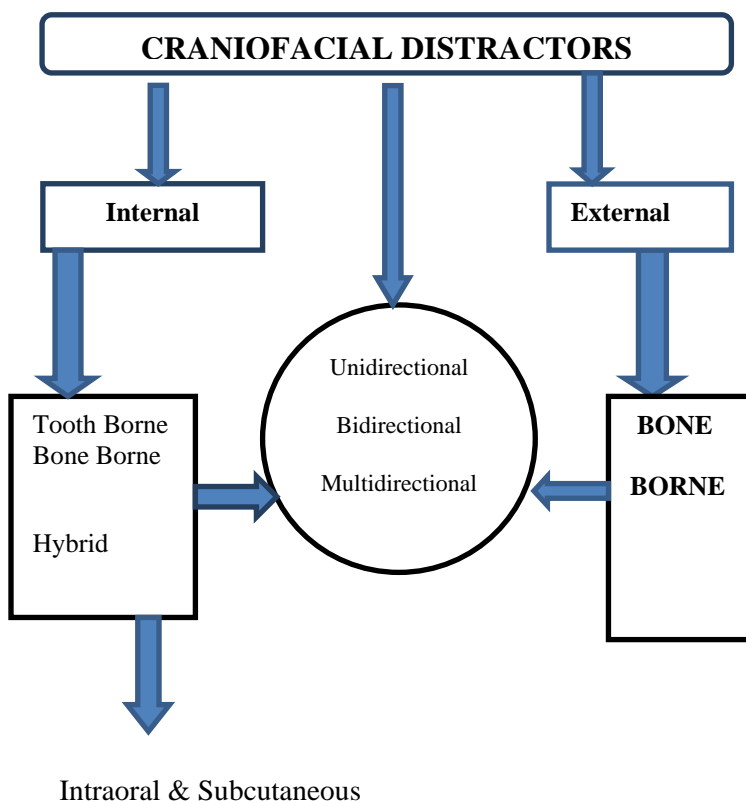 CRANIOFACIAL DISTRACTORS
Internal
External
Unidirectional
Bidirectional
Multidirectional
Tooth Borne
Bone Borne
Hybrid
BONE
BORNE
Intraoral & Subcutaneous